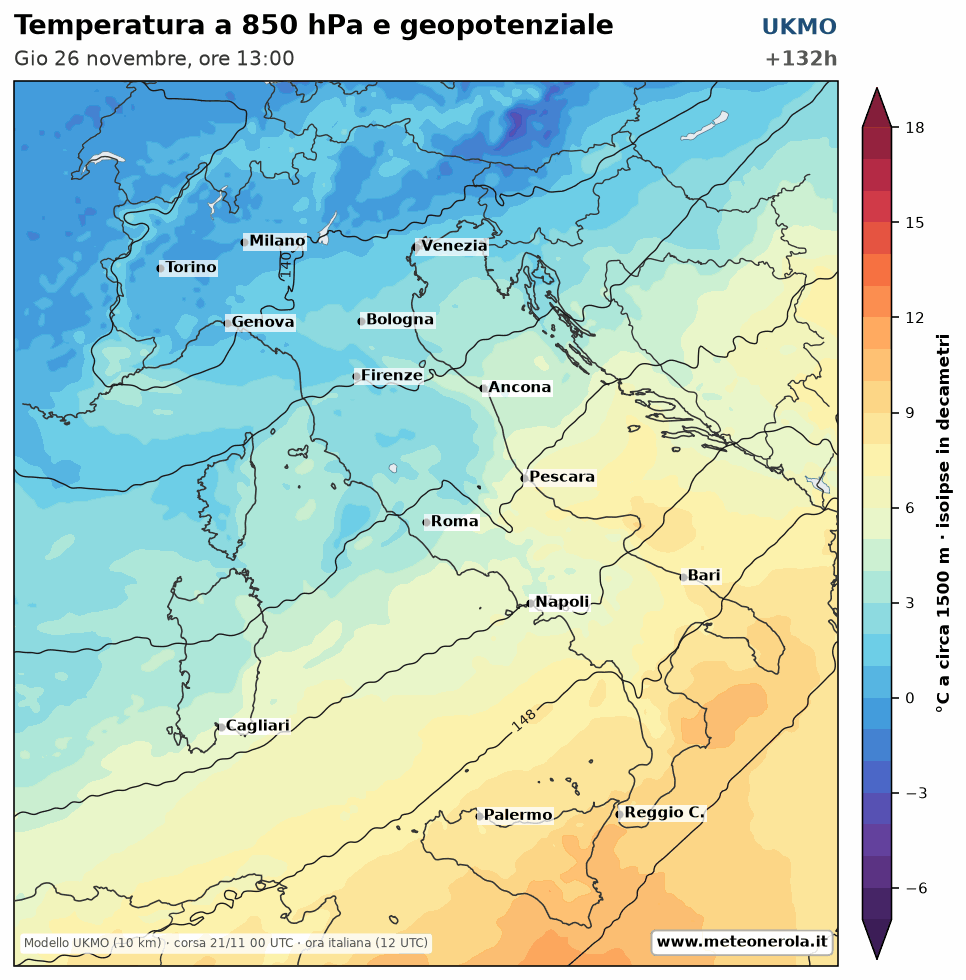 Temperatura a 850 hPa e geopotenziale
UKMO
Gio 26 novembre, ore 13:00
+132h
Milano
Venezia
Torino
140
Genova
Bologna
Firenze
Ancona
Pescara
Roma
Bari
Napoli
148
Cagliari
Palermo
Reggio C.
18
15
12
9
6
3
0
−3
−6
°C a circa 1500 m · isoipse in decametri
Modello UKMO (10 km) · corsa 21/11 00 UTC · ora italiana (12 UTC)
www.meteonerola.it